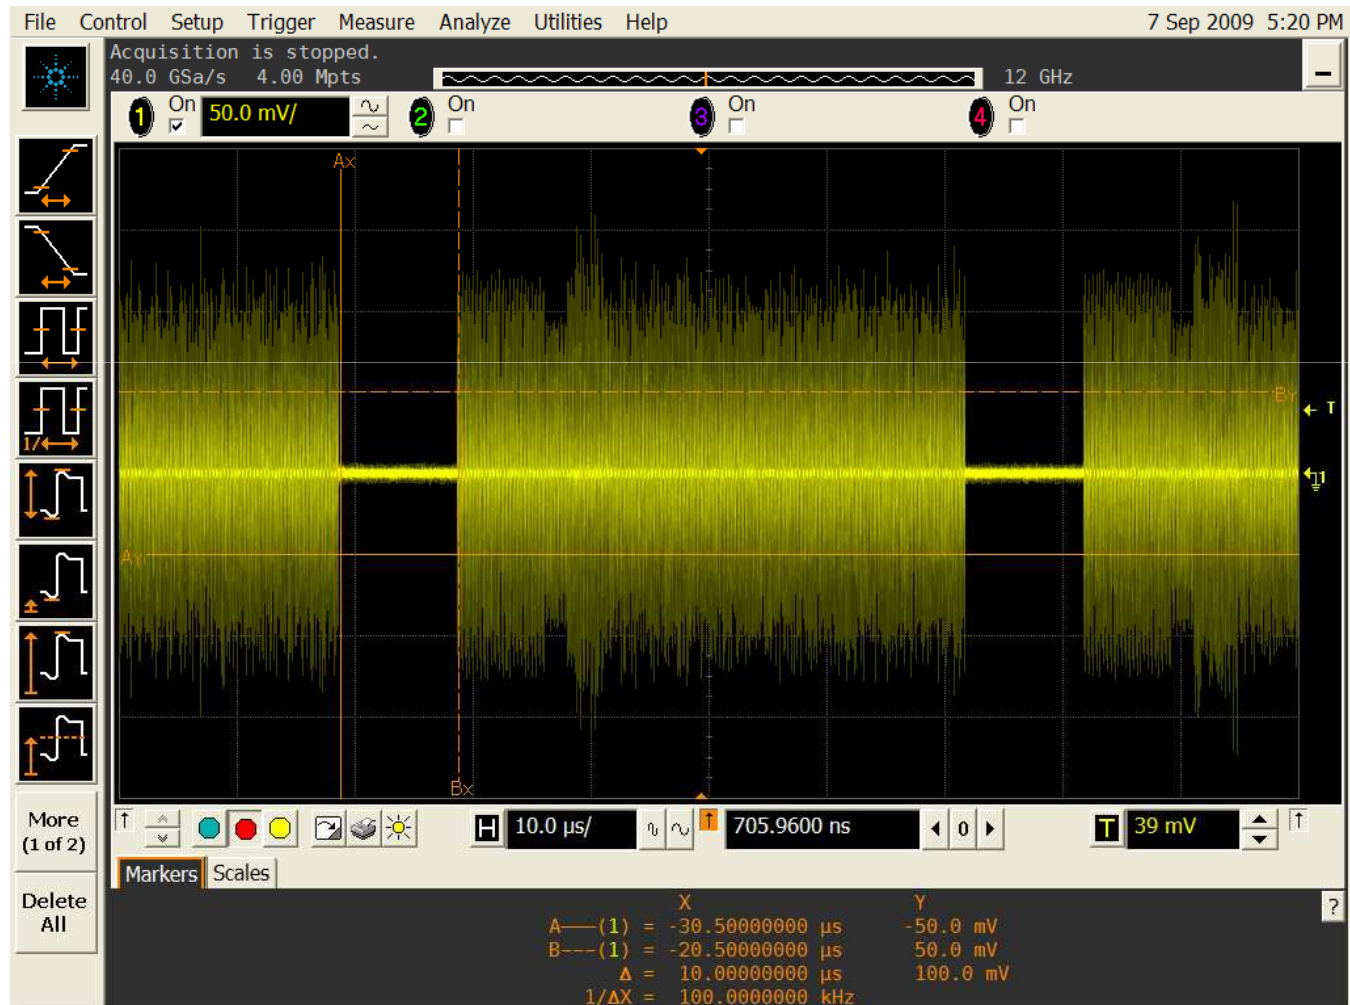 File Control Setup Trigger Measure Analyze Utilities Help 7 Sep 2009 5:20 PM
Acquisition is stopped.
40.0 GSa/s 4.00 Mpts 12 GHz
1 On 50.0 mV/ 2 On 3 On 4 On
Ax
By
T
1
Ay
Bx
1/
More
(1 of 2)
H 10.0 µs/ 705.9600 ns 0 T 39 mV
Markers Scales
Delete
All
?
X Y
A——(1) = -30.50000000 µs -50.0 mV
B---(1) = -20.50000000 µs 50.0 mV
Δ = 10.00000000 µs 100.0 mV
1/ΔX = 100.0000000 kHz